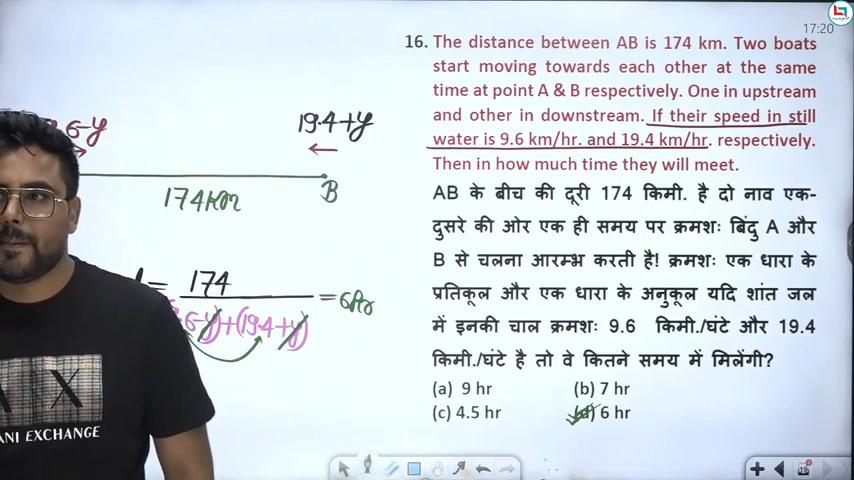 17:20
16. The distance between AB is 174 km. Two boats
start moving towards each other at the same
time at point A & B respectively. One in upstream
and other in downstream. If their speed in still
water is 9.6 km/hr. and 19.4 km/hr. respectively.
Then in how much time they will meet.
AB के बीच की दूरी 174 किमी. है दो नाव एक-
दुसरे की ओर एक ही समय पर क्रमशः बिंदु A और
B से चलना आरम्भ करती है! क्रमशः एक धारा के
प्रतिकूल और एक धारा के अनुकूल यदि शांत जल
में इनकी चाल क्रमशः 9.6 किमी./घंटे और 19.4
किमी./घंटे है तो वे कितने समय में मिलेंगी?
(a) 9 hr (b) 7 hr
(c) 4.5 hr (d) 6 hr
6-y 19.4+y
174km B
= 174
6-y)+(19.4+y) = 6hr
A X
ANI EXCHANGE
19